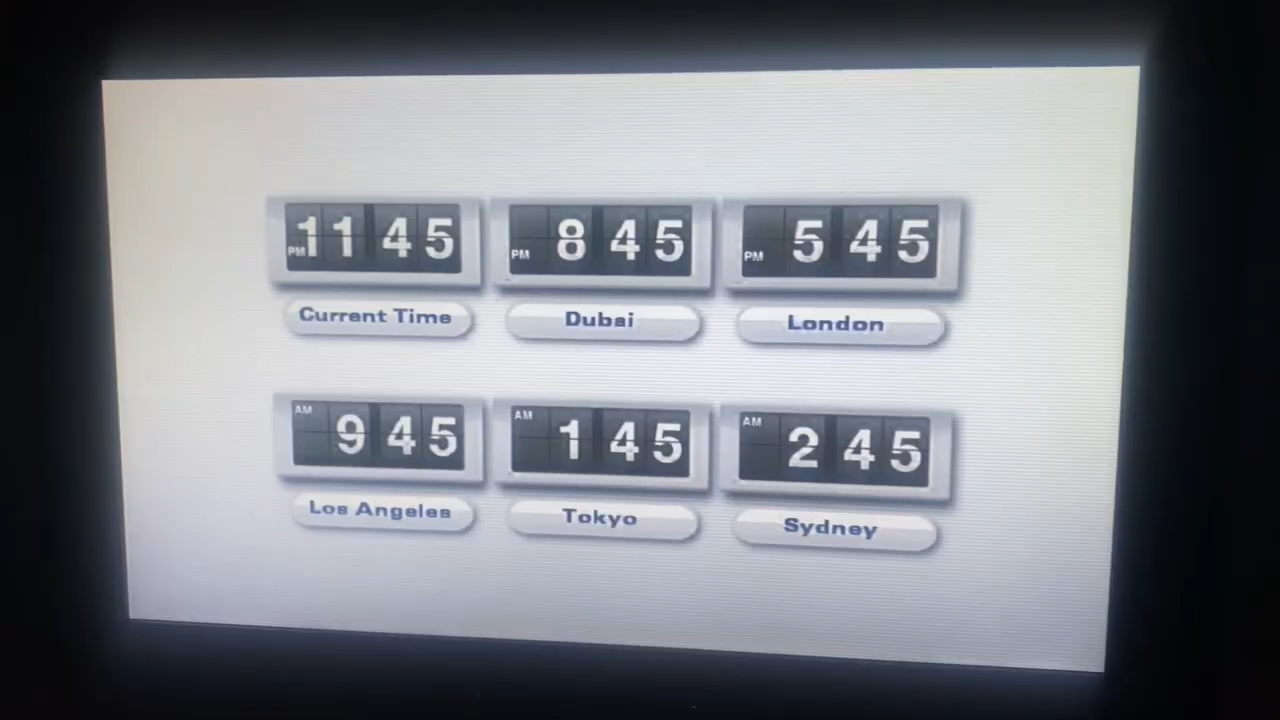 PM 11 45
Current Time
PM 8 45
Dubai
PM 5 45
London
AM 9 45
Los Angeles
AM 1 45
Tokyo
AM 2 45
Sydney